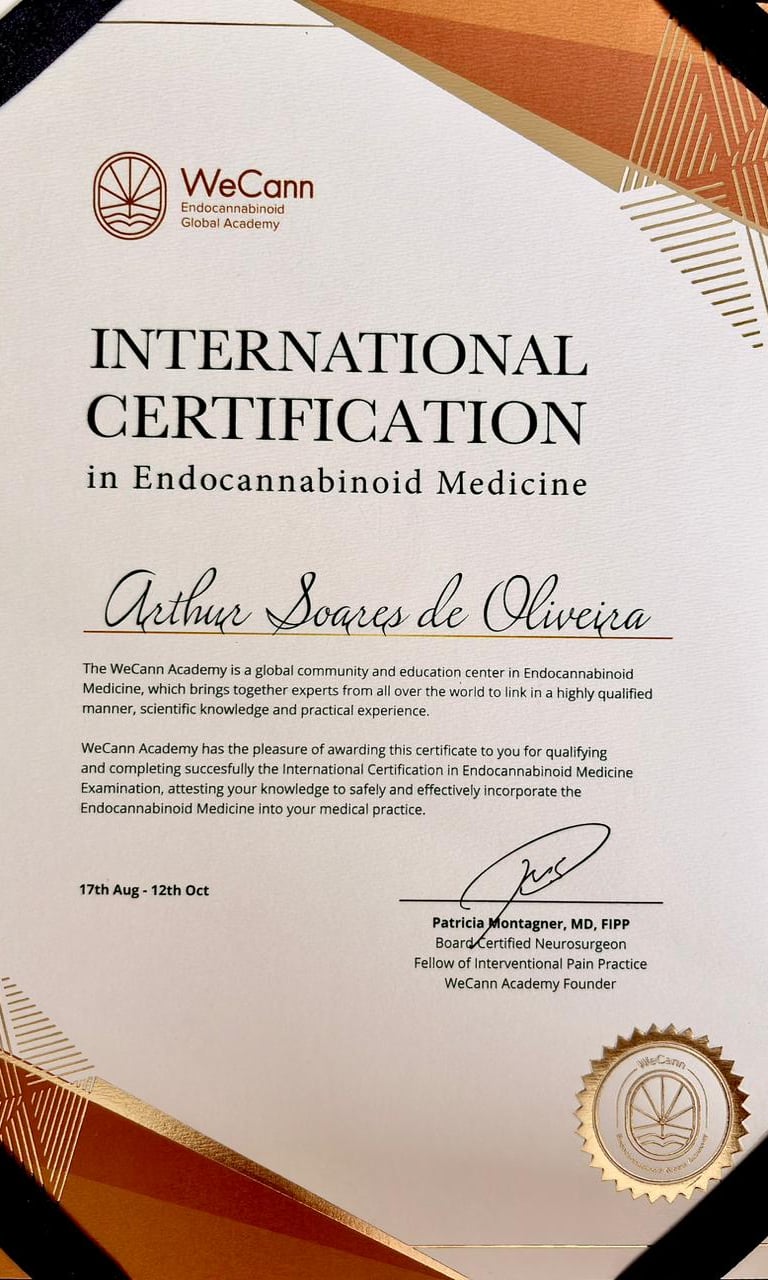 WeCann
Endocannabinoid
Global Academy
INTERNATIONAL
CERTIFICATION
in Endocannabinoid Medicine
Arthur Soares de Oliveira
The WeCann Academy is a global community and education center in Endocannabinoid
Medicine, which brings together experts from all over the world to link in a highly qualified
manner, scientific knowledge and practical experience.
WeCann Academy has the pleasure of awarding this certificate to you for qualifying
and completing succesfully the International Certification in Endocannabinoid Medicine
Examination, attesting your knowledge to safely and effectively incorporate the
Endocannabinoid Medicine into your medical practice.
17th Aug - 12th Oct
Patricia Montagner, MD, FIPP
Board Certified Neurosurgeon
Fellow of Interventional Pain Practice
WeCann Academy Founder
WeCann